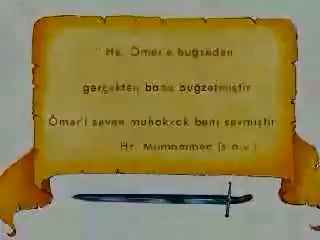 " Hz. Ömer'e buğzeden
gerçekten bana buğzetmiştir
Ömer'i seven muhakkak beni sevmiştir
Hz. Muhammed (s.a.v.)